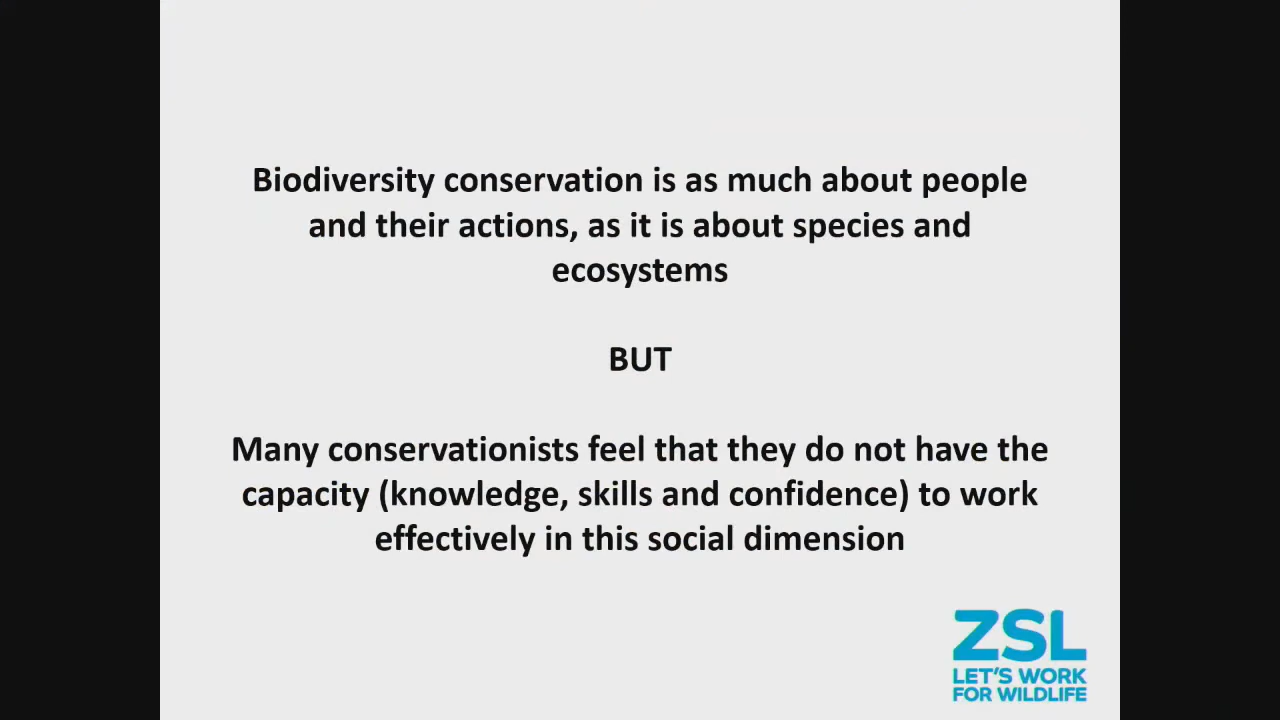 Biodiversity conservation is as much about people
and their actions, as it is about species and
ecosystems
BUT
Many conservationists feel that they do not have the
capacity (knowledge, skills and confidence) to work
effectively in this social dimension
ZSL
LET'S WORK
FOR WILDLIFE